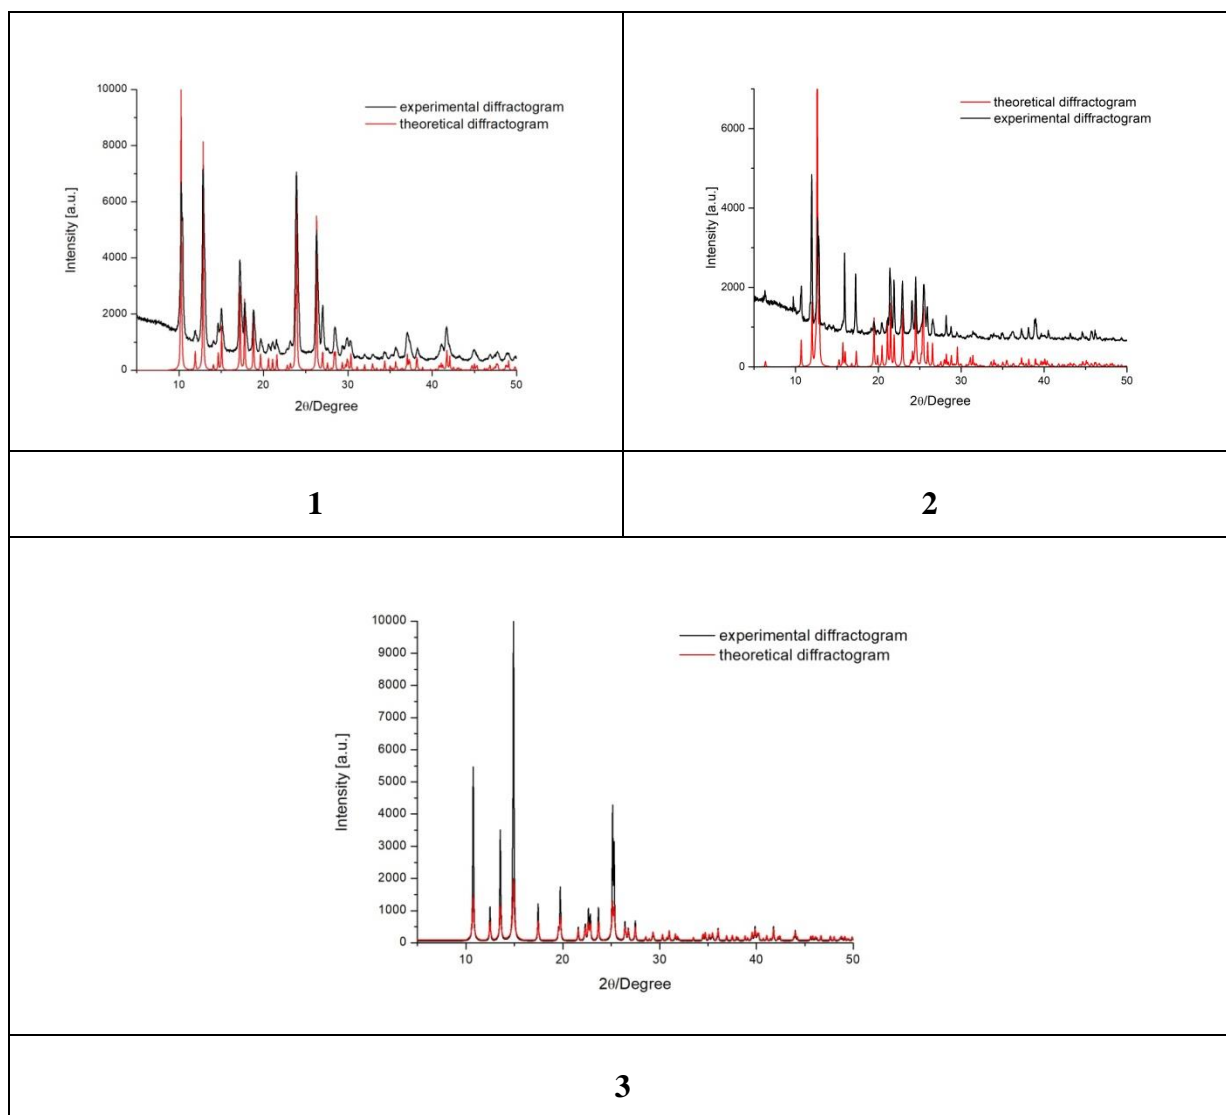 10000
8000
6000
4000
2000
0
Intensity [a.u.]
experimental diffractogram
theoretical diffractogram
10 20 30 40 50
2θ/Degree
6000
4000
2000
0
Intensity [a.u.]
theoretical diffractogram
experimental diffractogram
10 20 30 40 50
2θ/Degree
1
2
10000
9000
8000
7000
6000
5000
4000
3000
2000
1000
0
Intensity [a.u.]
experimental diffractogram
theoretical diffractogram
10 20 30 40 50
2θ/Degree
3